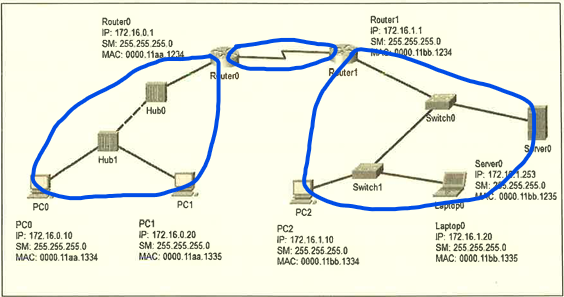 Router0
IP: 172.16.0.1
SM: 255.255.255.0
MAC: 0000.11aa.1234
Router1
IP: 172.16.1.1
SM: 255.255.255.0
MAC: 0000.11bb.1234
Router0
Router1
Hub0
Switch0
Hub1
Server0
Switch1
PC0
PC1
PC2
Laptop0
Server0
IP: 172.16.1.253
SM: 255.255.255.0
MAC: 0000.11bb.1235
PC0
IP: 172.16.0.10
SM: 255.255.255.0
MAC: 0000.11aa.1334
PC1
IP: 172.16.0.20
SM: 255.255.255.0
MAC: 0000.11aa.1335
PC2
IP: 172.16.1.10
SM: 255.255.255.0
MAC: 0000.11bb.1334
Laptop0
IP: 172.16.1.20
SM: 255.255.255.0
MAC: 0000.11bb.1335